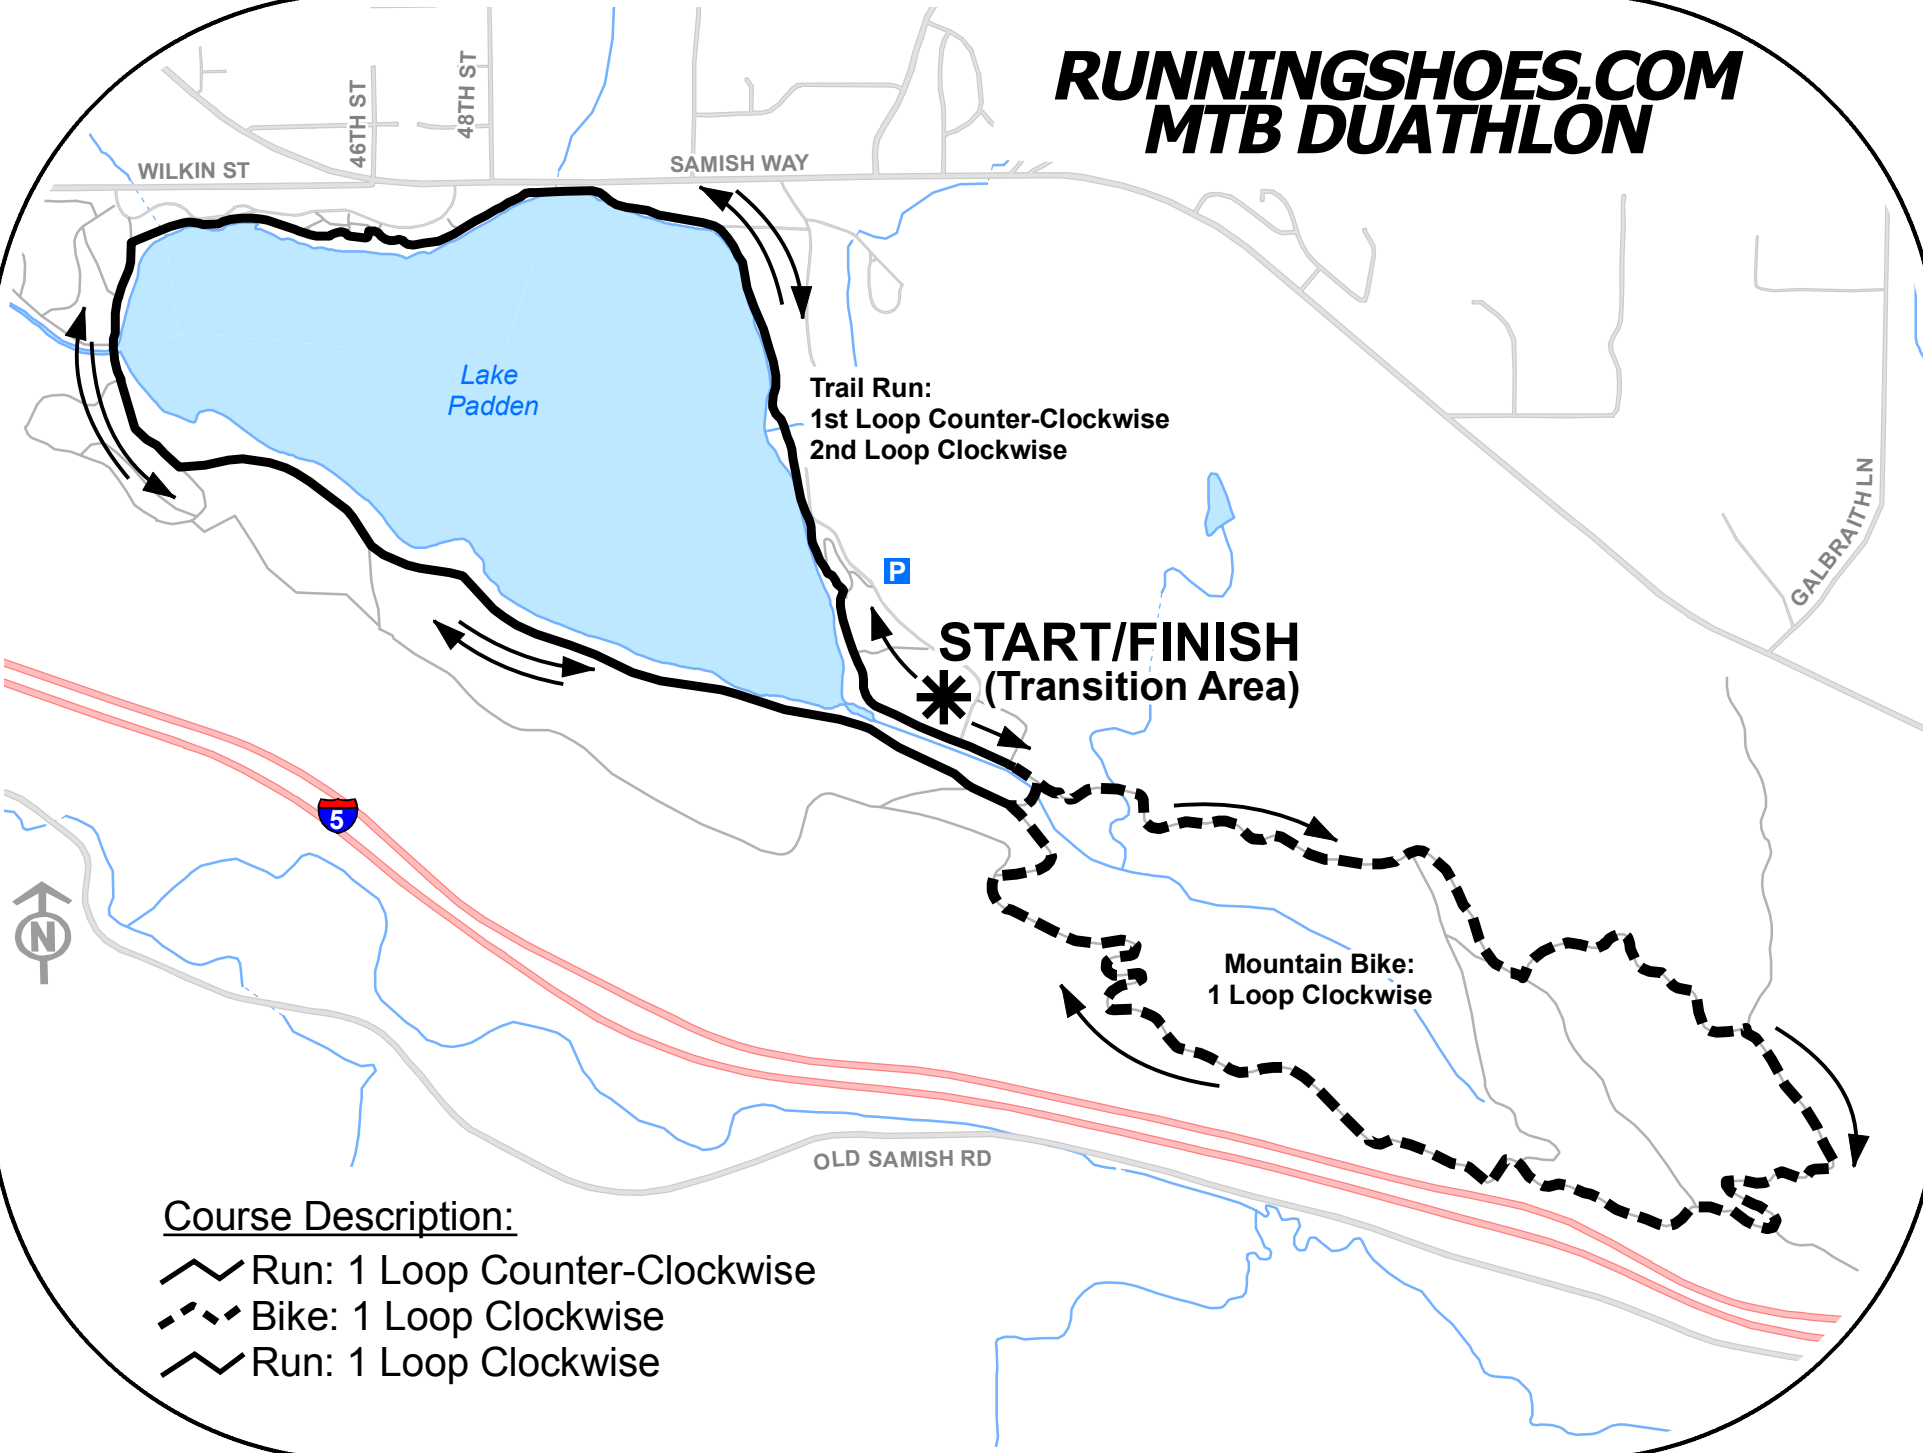 RUNNINGSHOES.COM
MTB DUATHLON
46TH ST
48TH ST
WILKIN ST
SAMISH WAY
Lake
Padden
Trail Run:
1st Loop Counter-Clockwise
2nd Loop Clockwise
GALBRAITH LN
P
START/FINISH
(Transition Area)
5
N
Mountain Bike:
1 Loop Clockwise
OLD SAMISH RD
Course Description:
Run: 1 Loop Counter-Clockwise
Bike: 1 Loop Clockwise
Run: 1 Loop Clockwise